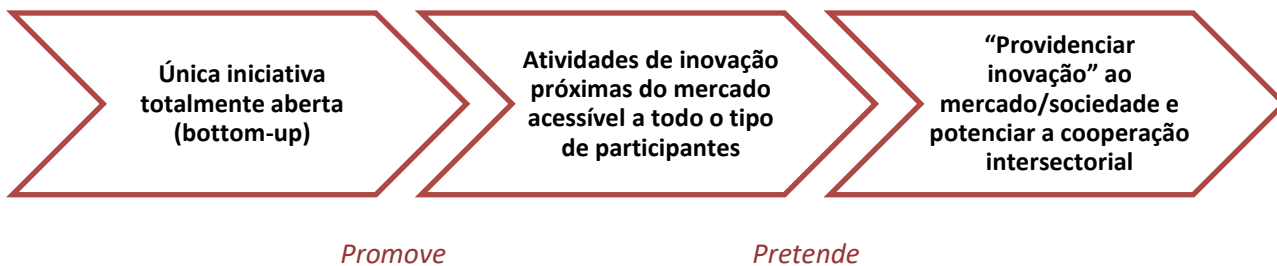 Única iniciativa
totalmente aberta
(bottom-up)
Atividades de inovação
próximas do mercado
acessível a todo o tipo
de participantes
“Providenciar
inovação” ao
mercado/sociedade e
potenciar a cooperação
intersectorial
Promove
Pretende